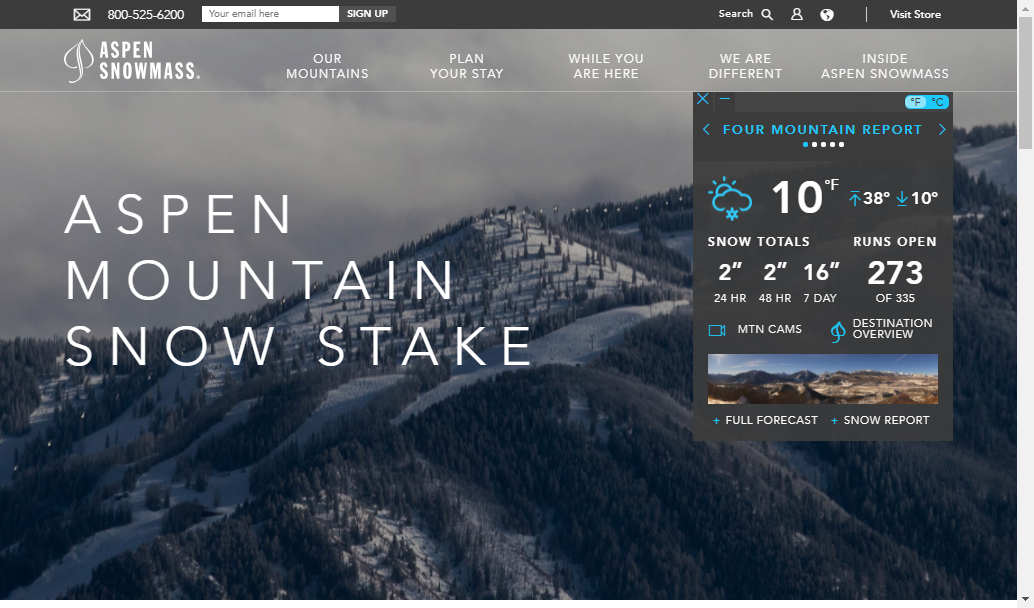 800-525-6200
Your email here
SIGN UP
Search
Visit Store
ASPEN
SNOWMASS®
OUR
MOUNTAINS
PLAN
YOUR STAY
WHILE YOU
ARE HERE
WE ARE
DIFFERENT
INSIDE
ASPEN SNOWMASS
°F °C
FOUR MOUNTAIN REPORT
ASPEN
MOUNTAIN
SNOW STAKE
10°F 38° 10°
SNOW TOTALS
2” 2” 16”
24 HR 48 HR 7 DAY
RUNS OPEN
273
OF 335
MTN CAMS
DESTINATION
OVERVIEW
+ FULL FORECAST + SNOW REPORT